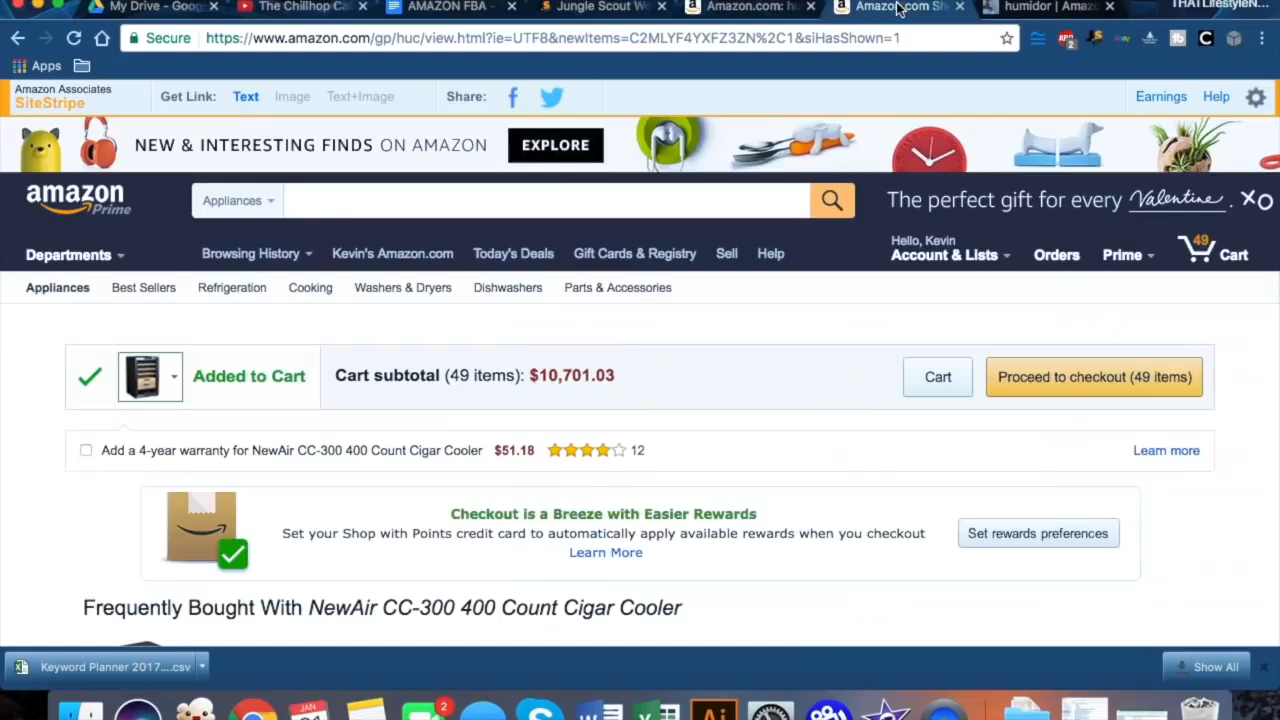 My Drive - Goog
The Chillhop Ca
AMAZON FBA -
Jungle Scout We
Amazon.com: hu
Amazon.com Sh
humidor | Amaz
THATLifestyleN...
Secure
https://www.amazon.com/gp/huc/view.html?ie=UTF8&newItems=C2MLYF4YXFZ3ZN%2C1&siHasShown=1
Apps
Amazon Associates
SiteStripe
Get Link:
Text
Image
Text+Image
Share:
Earnings
Help
NEW & INTERESTING FINDS ON AMAZON
EXPLORE
amazon
Prime
Appliances
The perfect gift for every Valentine. XO
Departments
Browsing History
Kevin's Amazon.com
Today's Deals
Gift Cards & Registry
Sell
Help
Hello, Kevin
Account & Lists
Orders
Prime
49
Cart
Appliances
Best Sellers
Refrigeration
Cooking
Washers & Dryers
Dishwashers
Parts & Accessories
Added to Cart
Cart subtotal (49 items): $10,701.03
Cart
Proceed to checkout (49 items)
Add a 4-year warranty for NewAir CC-300 400 Count Cigar Cooler $51.18 12
Learn more
Checkout is a Breeze with Easier Rewards
Set your Shop with Points credit card to automatically apply available rewards when you checkout
Learn More
Set rewards preferences
Frequently Bought With NewAir CC-300 400 Count Cigar Cooler
Keyword Planner 2017....csv
Show All
JAN
2
Ai